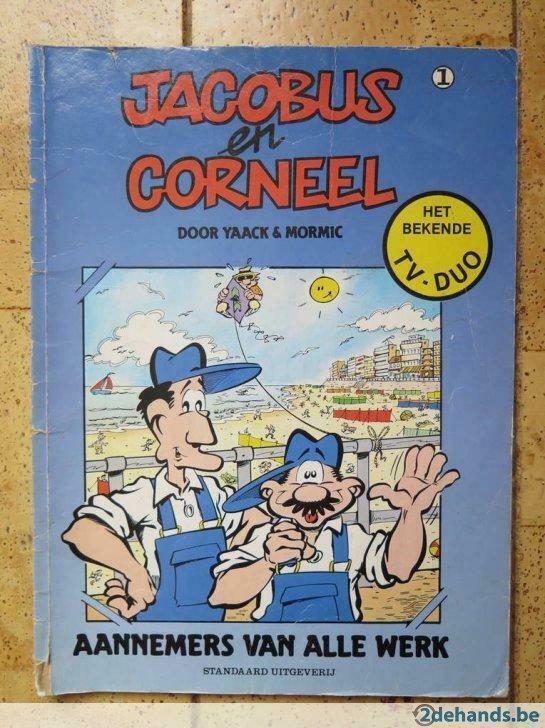 JACOBUS
en
CORNEEL
1
DOOR YAACK & MORMIC
HET
BEKENDE
TV-DUO
AANNEMERS VAN ALLE WERK
STANDAARD UITGEVERIJ
2dehands.be